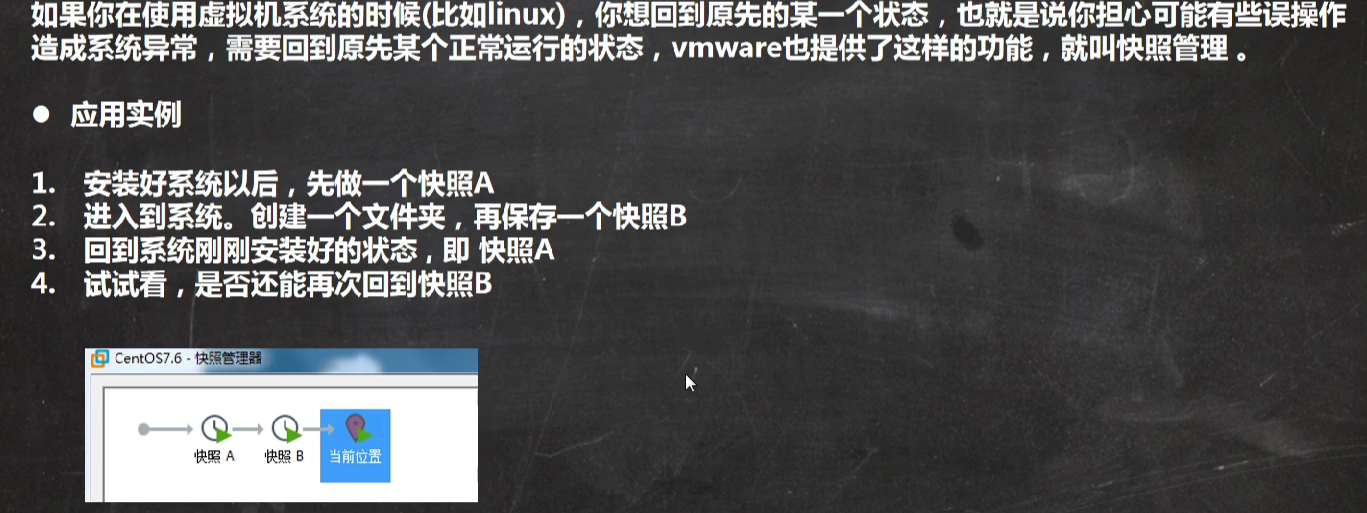 如果你在使用虚拟机系统的时候(比如linux)，你想回到原先的某一个状态，也就是说你担心可能有些误操作
造成系统异常，需要回到原先某个正常运行的状态，vmware也提供了这样的功能，就叫快照管理 。
● 应用实例
1. 安装好系统以后，先做一个快照A
2. 进入到系统。创建一个文件夹，再保存一个快照B
3. 回到系统刚刚安装好的状态，即 快照A
4. 试试看，是否还能再次回到快照B
CentOS7.6 - 快照管理器
快照 A 快照 B 当前位置